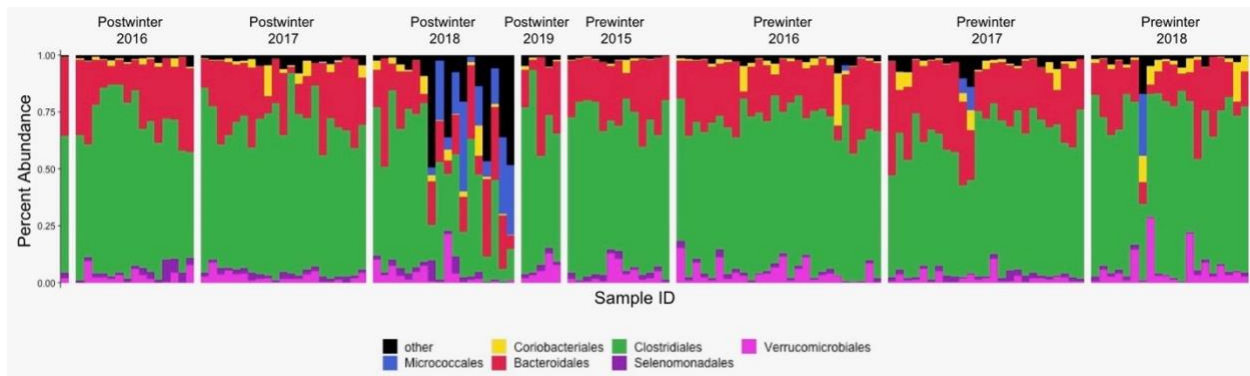 Postwinter Postwinter Postwinter Postwinter Prewinter Prewinter Prewinter Prewinter
2016 2017 2018 2019 2015 2016 2017 2018
Percent Abundance
1.00
0.75
0.50
0.25
0.00
Sample ID
other Coriobacteriales Clostridiales Verrucomicrobiales
Micrococcales Bacteroidales Selenomonadales